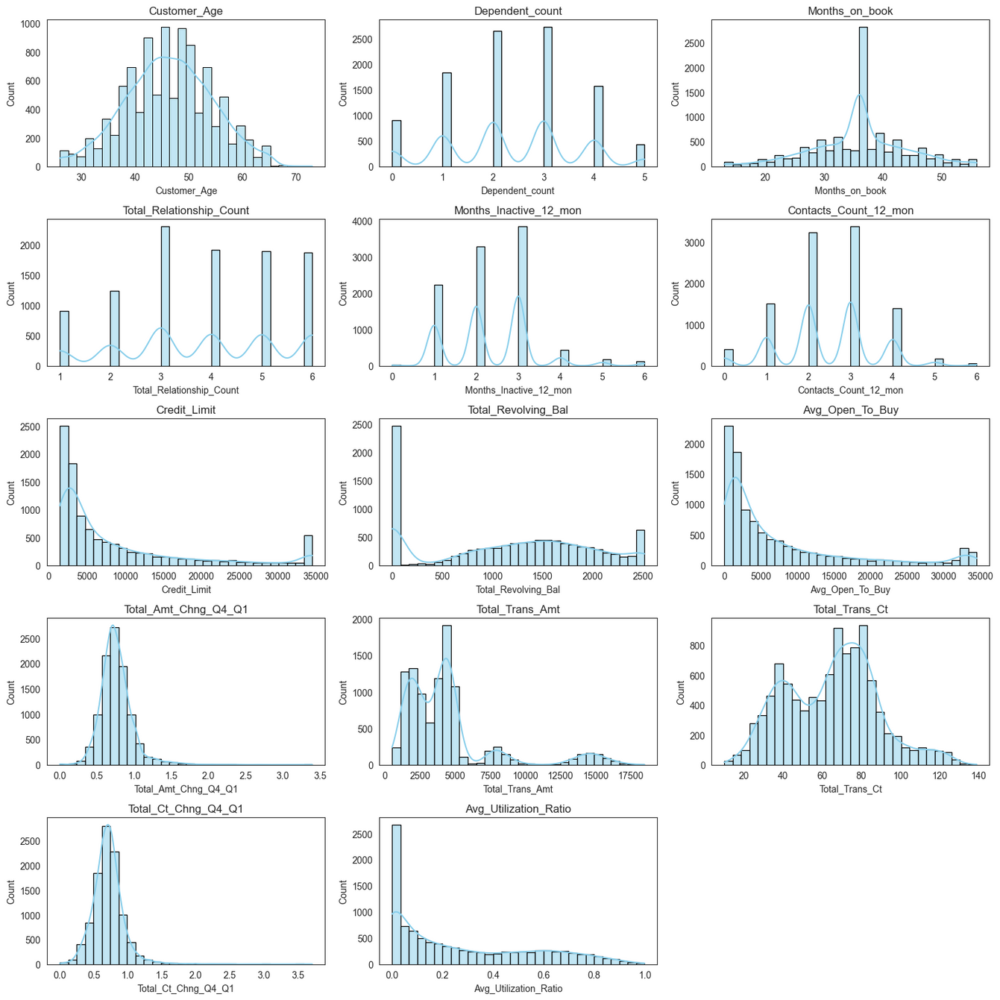 Customer_Age
1000
800
600
400
200
0
Count
30 40 50 60 70
Customer_Age
Dependent_count
2500
2000
1500
1000
500
0
Count
0 1 2 3 4 5
Dependent_count
Months_on_book
2500
2000
1500
1000
500
0
Count
20 30 40 50
Months_on_book
Total_Relationship_Count
2000
1500
1000
500
0
Count
1 2 3 4 5 6
Total_Relationship_Count
Months_Inactive_12_mon
4000
3000
2000
1000
0
Count
0 1 2 3 4 5 6
Months_Inactive_12_mon
Contacts_Count_12_mon
3000
2000
1000
0
Count
0 1 2 3 4 5 6
Contacts_Count_12_mon
Credit_Limit
2500
2000
1500
1000
500
0
Count
0 5000 10000 15000 20000 25000 30000 35000
Credit_Limit
Total_Revolving_Bal
2500
2000
1500
1000
500
0
Count
0 500 1000 1500 2000 2500
Total_Revolving_Bal
Avg_Open_To_Buy
2000
1500
1000
500
0
Count
0 5000 10000 15000 20000 25000 30000 35000
Avg_Open_To_Buy
Total_Amt_Chng_Q4_Q1
2500
2000
1500
1000
500
0
Count
0.0 0.5 1.0 1.5 2.0 2.5 3.0 3.5
Total_Amt_Chng_Q4_Q1
Total_Trans_Amt
2000
1500
1000
500
0
Count
0 2500 5000 7500 10000 12500 15000 17500
Total_Trans_Amt
Total_Trans_Ct
800
600
400
200
0
Count
20 40 60 80 100 120 140
Total_Trans_Ct
Total_Ct_Chng_Q4_Q1
2500
2000
1500
1000
500
0
Count
0.0 0.5 1.0 1.5 2.0 2.5 3.0 3.5
Total_Ct_Chng_Q4_Q1
Avg_Utilization_Ratio
2500
2000
1500
1000
500
0
Count
0.0 0.2 0.4 0.6 0.8 1.0
Avg_Utilization_Ratio